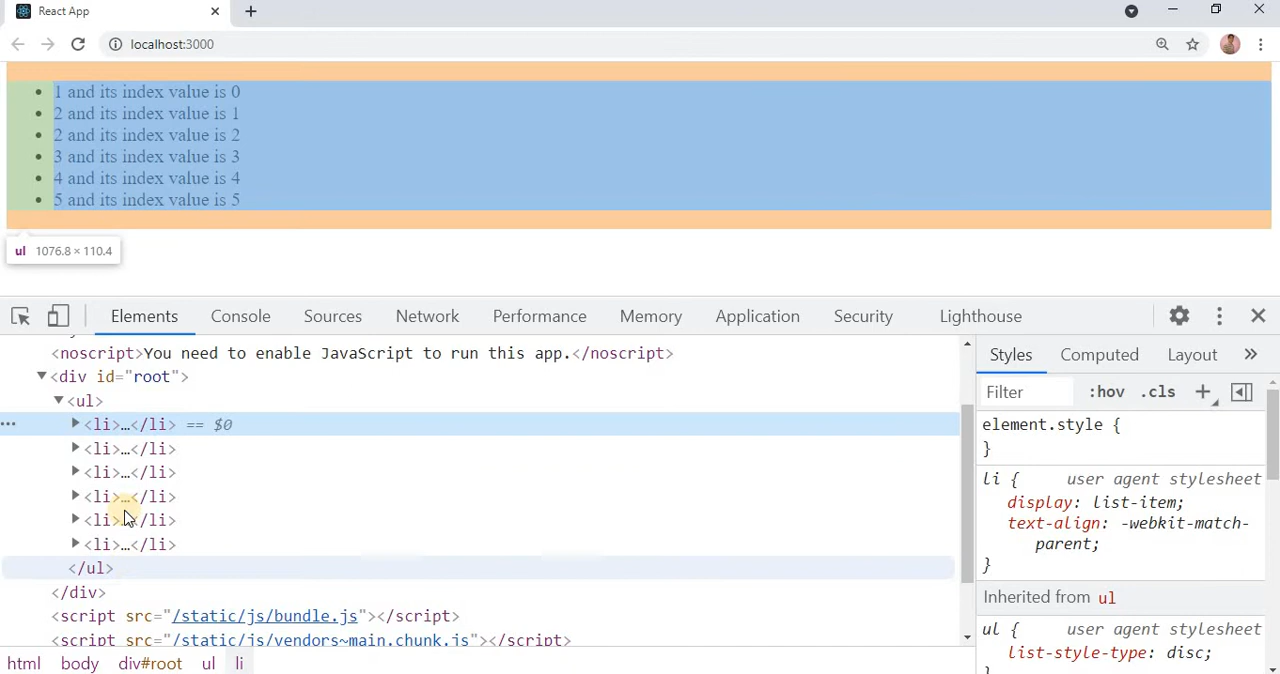 React App
localhost:3000
1 and its index value is 0
2 and its index value is 1
2 and its index value is 2
3 and its index value is 3
4 and its index value is 4
5 and its index value is 5
ul 1076.8 × 110.4
Elements Console Sources Network Performance Memory Application Security Lighthouse
<noscript>You need to enable JavaScript to run this app.</noscript>
<div id="root">
<ul>
<li>…</li> == $0
<li>…</li>
<li>…</li>
<li>…</li>
<li>…</li>
<li>…</li>
</ul>
</div>
<script src="/static/js/bundle.js"></script>
<script src="/static/js/vendors~main.chunk.js"></script>
html body div#root ul li
Styles Computed Layout »
Filter :hov .cls +
element.style {
}
li { user agent stylesheet
display: list-item;
text-align: -webkit-match-
parent;
}
Inherited from ul
ul { user agent stylesheet
list-style-type: disc;